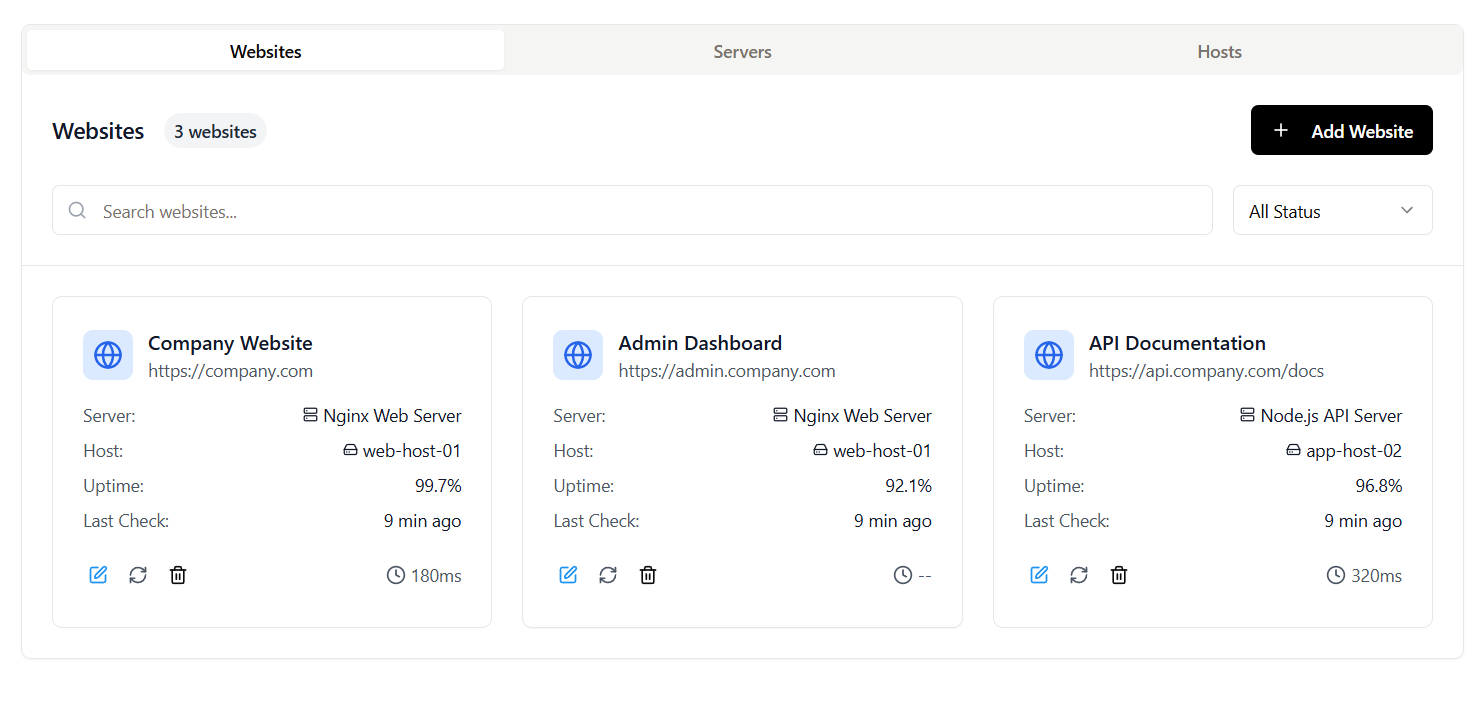 Websites Servers Hosts
Websites 3 websites + Add Website
Search websites... All Status
Company Website
https://company.com
Server: Nginx Web Server
Host: web-host-01
Uptime: 99.7%
Last Check: 9 min ago
180ms
Admin Dashboard
https://admin.company.com
Server: Nginx Web Server
Host: web-host-01
Uptime: 92.1%
Last Check: 9 min ago
--
API Documentation
https://api.company.com/docs
Server: Node.js API Server
Host: app-host-02
Uptime: 96.8%
Last Check: 9 min ago
320ms